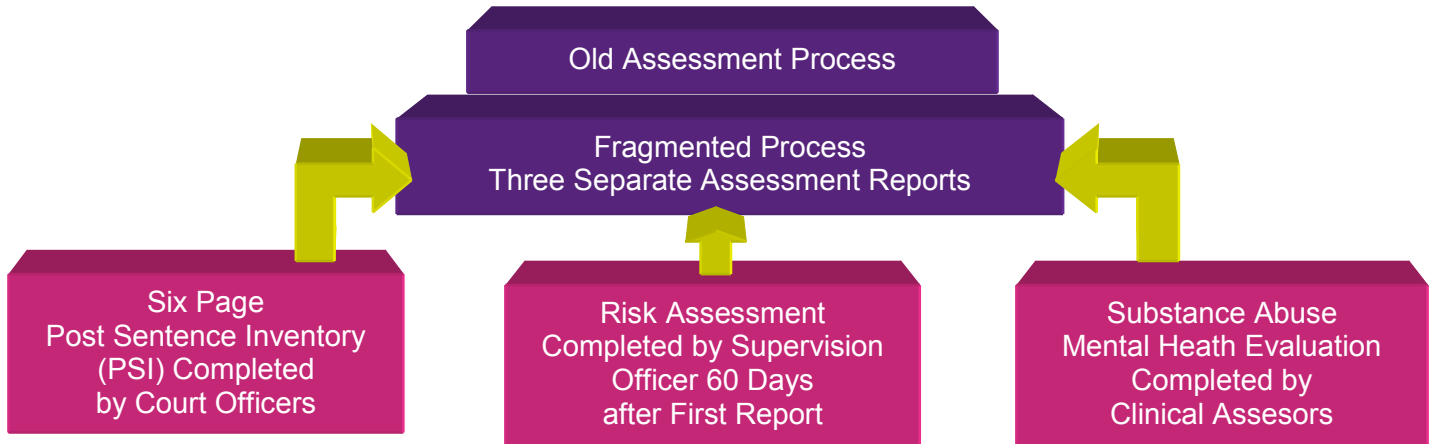 Old Assessment Process
Fragmented Process
Three Separate Assessment Reports
Six Page
Post Sentence Inventory
(PSI) Completed
by Court Officers
Risk Assessment
Completed by Supervision
Officer 60 Days
after First Report
Substance Abuse
Mental Heath Evaluation
Completed by
Clinical Assesors